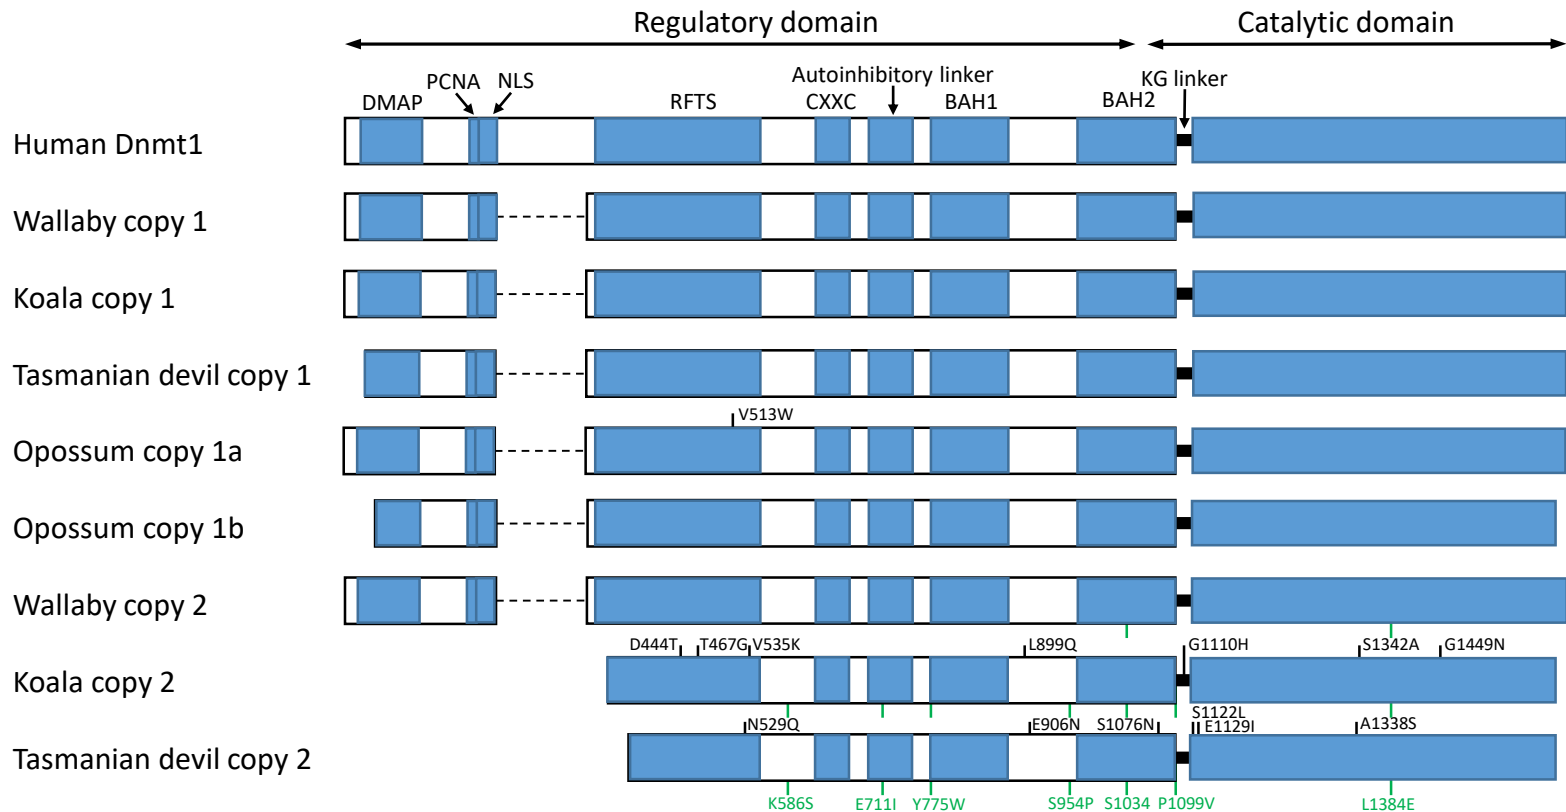 Regulatory domain Catalytic domain
Autoinhibitory linker
PCNA NLS KG linker
DMAP RFTS CXXC BAH1 BAH2
Human Dnmt1
Wallaby copy 1
Koala copy 1
Tasmanian devil copy 1
V513W
Opossum copy 1a
Opossum copy 1b
Wallaby copy 2
D444T T467G V535K L899Q G1110H S1342A G1449N
Koala copy 2
S1122L
N529Q E906N S1076N E1129I A1338S
Tasmanian devil copy 2
K586S E711I Y775W S954P S1034 P1099V L1384E